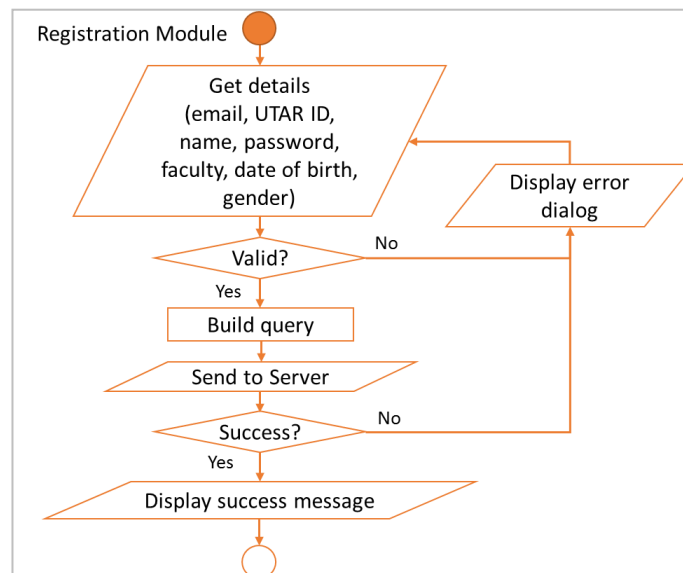 Registration Module
Get details
(email, UTAR ID,
name, password,
faculty, date of birth,
gender)
Display error
dialog
No
Valid?
Yes
Build query
Send to Server
No
Success?
Yes
Display success message